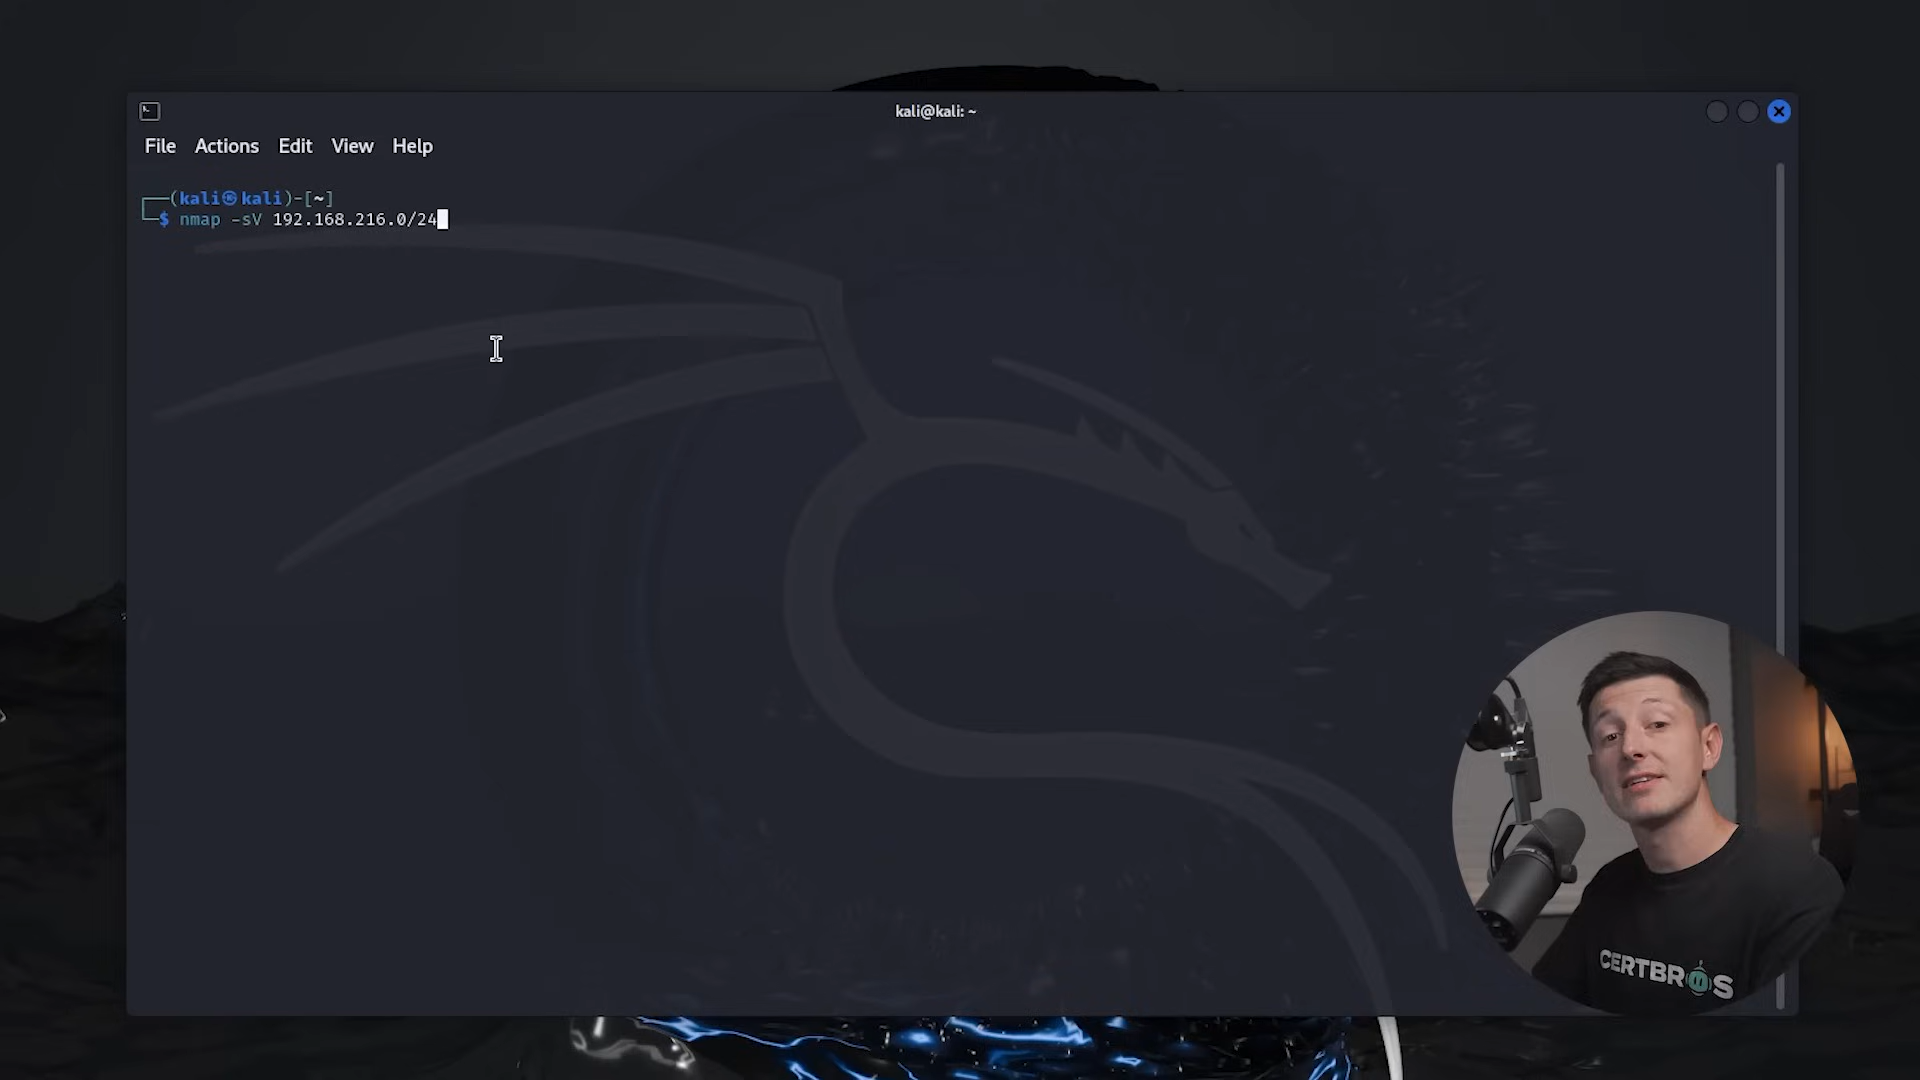 kali@kali: ~
File Actions Edit View Help
┌──(kali㉿kali)-[~]
└─$ nmap -sV 192.168.216.0/24
CERTBROS